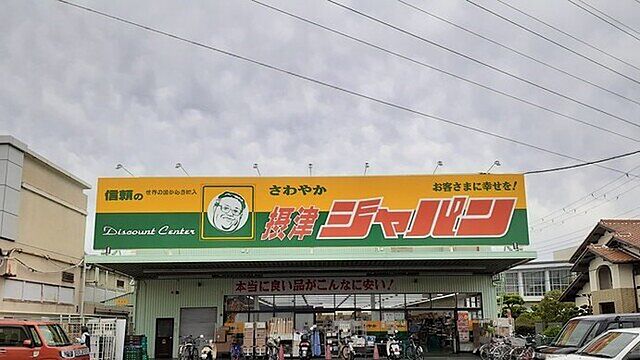 信頼の 世界の国から直輸入
さわやか
お客さまに幸せを!
Discount Center
摂津 ジャパン
本当に良い品がこんなに安い!